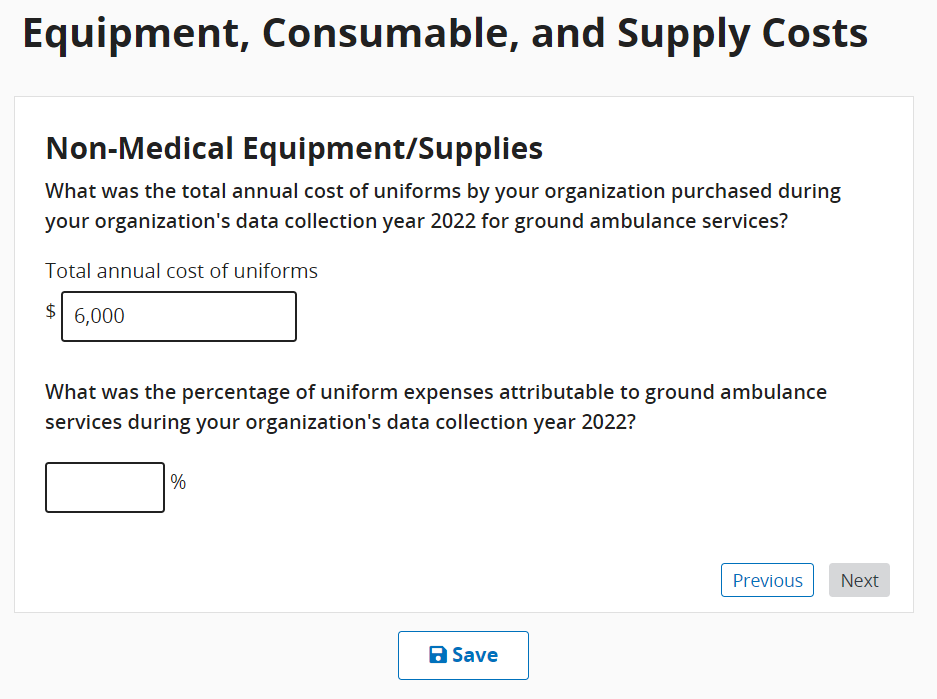 Equipment, Consumable, and Supply Costs
Non-Medical Equipment/Supplies
What was the total annual cost of uniforms by your organization purchased during
your organization's data collection year 2022 for ground ambulance services?
Total annual cost of uniforms
$ 6,000
What was the percentage of uniform expenses attributable to ground ambulance
services during your organization's data collection year 2022?
%
Previous Next
Save